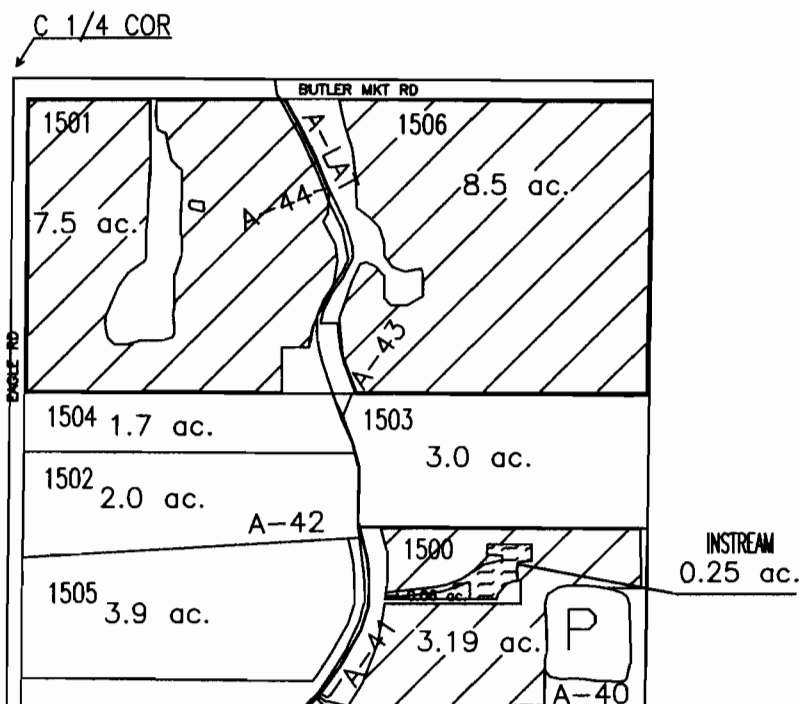 C 1/4 COR
BUTLER MKT RD
1501
1506
A-LAT
A-44
8.5 ac.
7.5 ac.
EAGLE RD
A-43
1504 1.7 ac.
1503
3.0 ac.
1502 2.0 ac.
A-42
1500
INSTREAM
0.25 ac.
1505 3.9 ac.
A-41
3.19 ac.
P
A-40